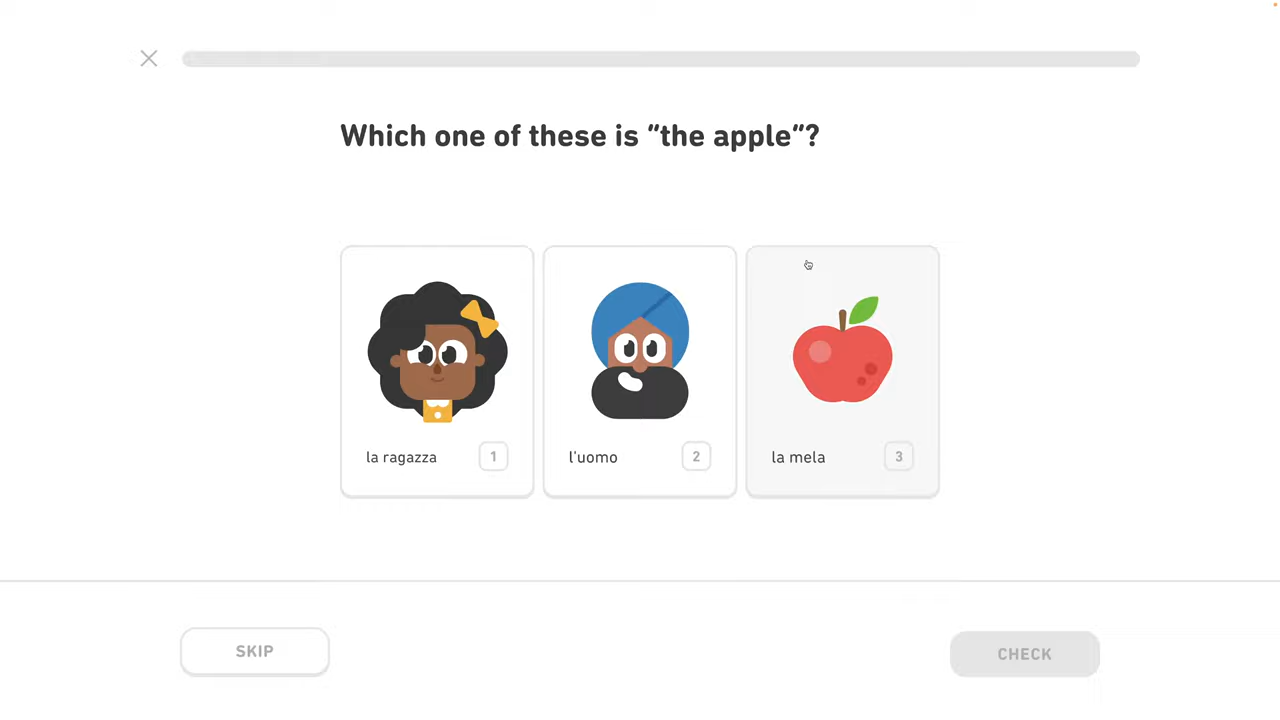 Which one of these is “the apple”?
la ragazza 1
l'uomo 2
la mela 3
SKIP
CHECK